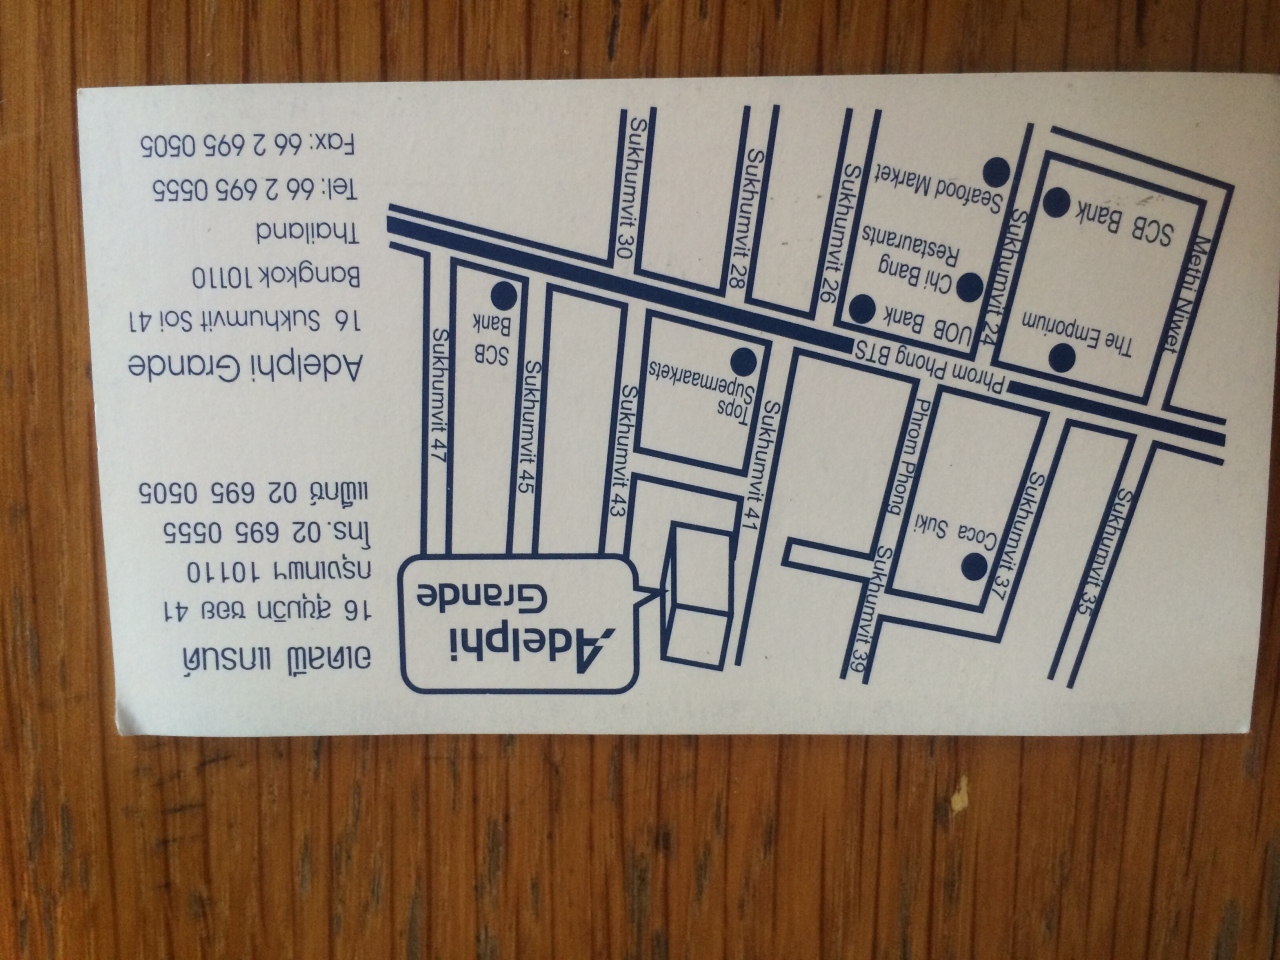 อเดลฟี แกรนด์
16 สุขุมวิท ซอย 41
กรุงเทพฯ 10110
โทร. 02 695 0555
แฟ็กซ์ 02 695 0505
Adelphi Grande
16 Sukhumvit Soi 41
Bangkok 10110
Thailand
Tel: 66 2 695 0555
Fax: 66 2 695 0505
Adelphi
Grande
Sukhumvit 35
Sukhumvit 37
Sukhumvit 39
Coca Suki
Phrom Phong
Sukhumvit 41
Sukhumvit 43
Sukhumvit 45
Sukhumvit 47
Tops
Supermaarkets
SCB
Bank
Phrom Phong BTS
The Emporium
Metthi Niwet
SCB Bank
Sukhumvit 24
UOB Bank
Chi Bang
Restaurants
Seafood Market
Sukhumvit 26
Sukhumvit 28
Sukhumvit 30